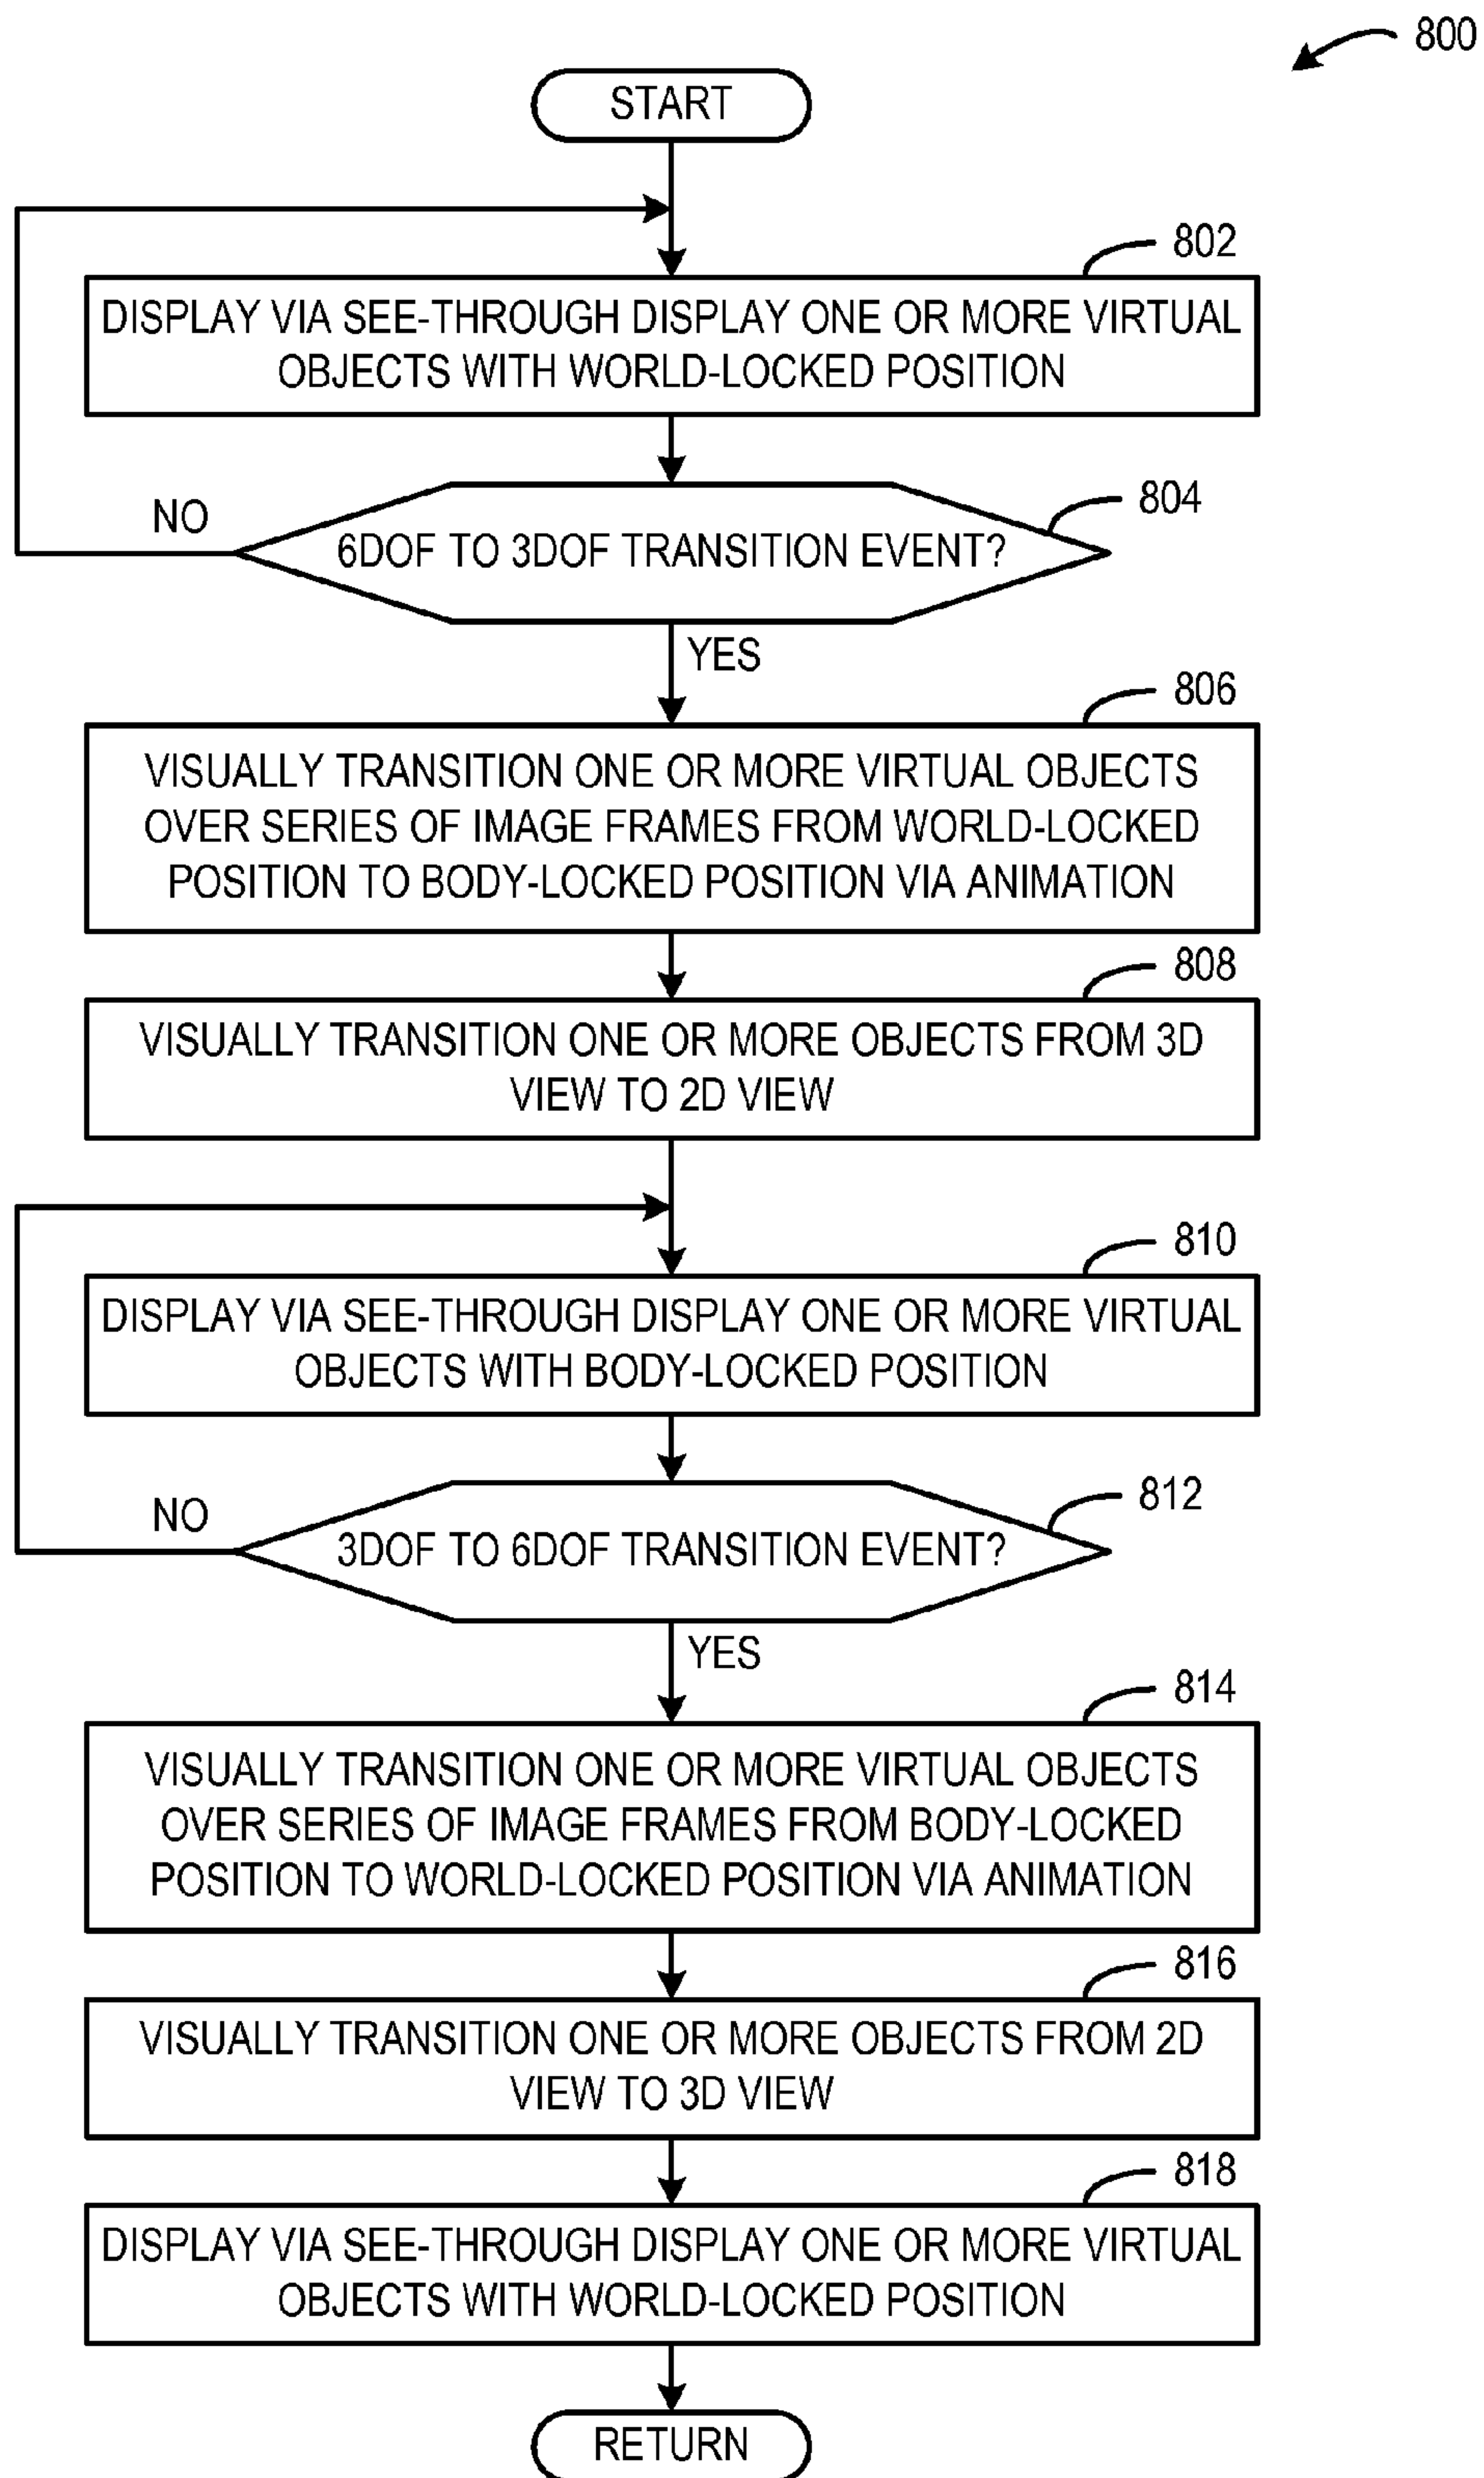 800
START
802
DISPLAY VIA SEE-THROUGH DISPLAY ONE OR MORE VIRTUAL
OBJECTS WITH WORLD-LOCKED POSITION
804
NO
6DOF TO 3DOF TRANSITION EVENT?
YES
806
VISUALLY TRANSITION ONE OR MORE VIRTUAL OBJECTS
OVER SERIES OF IMAGE FRAMES FROM WORLD-LOCKED
POSITION TO BODY-LOCKED POSITION VIA ANIMATION
808
VISUALLY TRANSITION ONE OR MORE OBJECTS FROM 3D
VIEW TO 2D VIEW
810
DISPLAY VIA SEE-THROUGH DISPLAY ONE OR MORE VIRTUAL
OBJECTS WITH BODY-LOCKED POSITION
812
NO
3DOF TO 6DOF TRANSITION EVENT?
YES
814
VISUALLY TRANSITION ONE OR MORE VIRTUAL OBJECTS
OVER SERIES OF IMAGE FRAMES FROM BODY-LOCKED
POSITION TO WORLD-LOCKED POSITION VIA ANIMATION
816
VISUALLY TRANSITION ONE OR MORE OBJECTS FROM 2D
VIEW TO 3D VIEW
818
DISPLAY VIA SEE-THROUGH DISPLAY ONE OR MORE VIRTUAL
OBJECTS WITH WORLD-LOCKED POSITION
RETURN